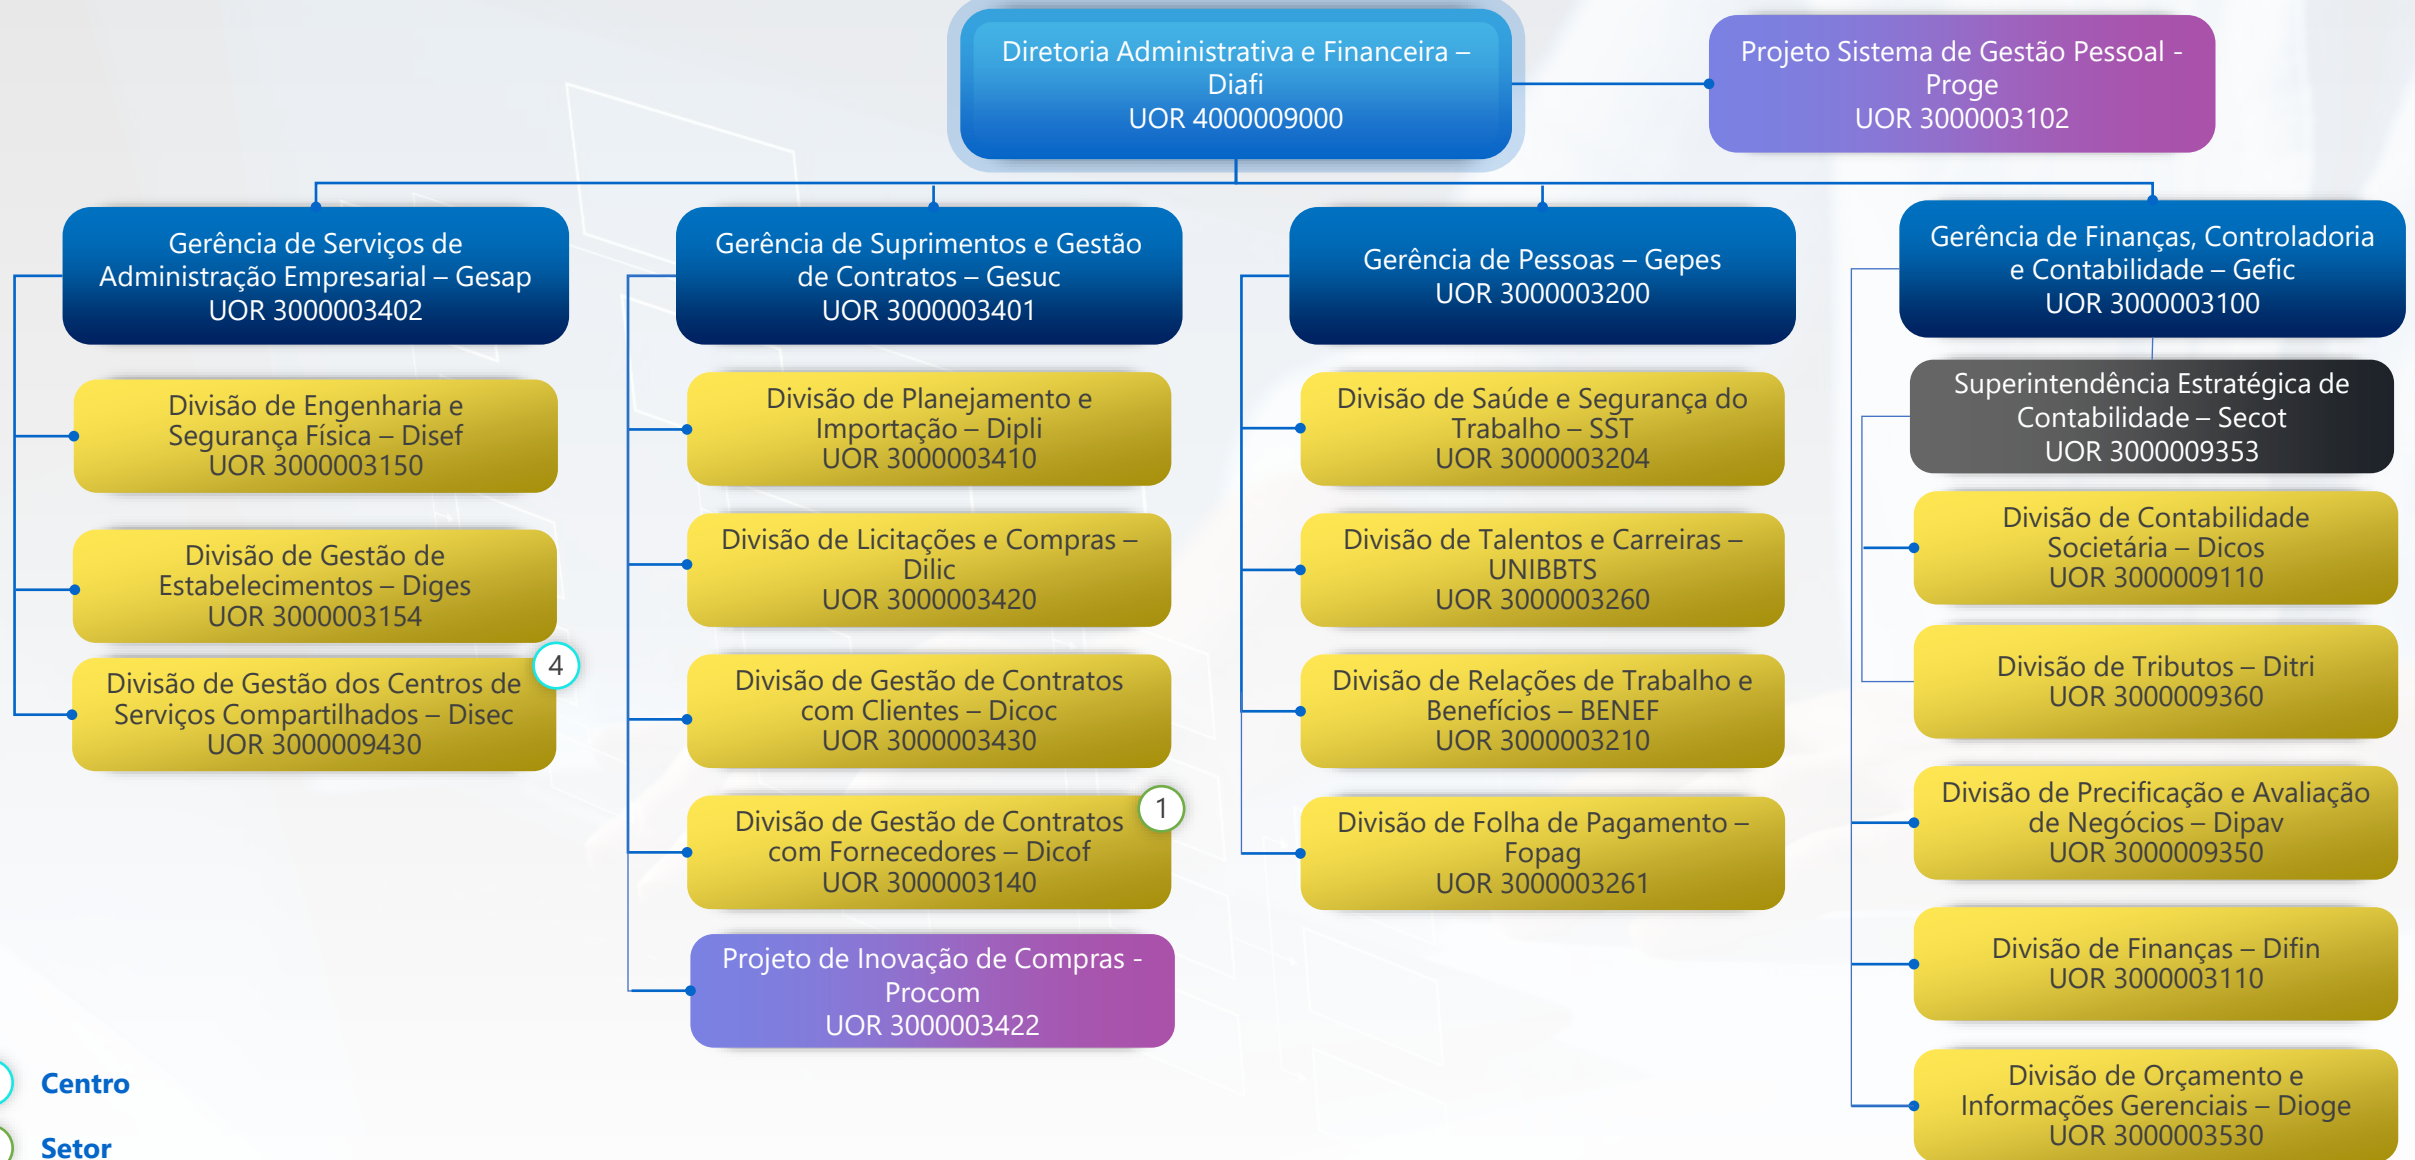 Diretoria Administrativa e Financeira –
Diafi
UOR 4000009000
Projeto Sistema de Gestão Pessoal -
Proge
UOR 3000003102
Gerência de Serviços de
Administração Empresarial – Gesap
UOR 3000003402
Divisão de Engenharia e
Segurança Física – Disef
UOR 3000003150
Divisão de Gestão de
Estabelecimentos – Diges
UOR 3000003154
4
Divisão de Gestão dos Centros de
Serviços Compartilhados – Disec
UOR 3000009430
Gerência de Suprimentos e Gestão
de Contratos – Gesuc
UOR 3000003401
Divisão de Planejamento e
Importação – Dipli
UOR 3000003410
Divisão de Licitações e Compras –
Dilic
UOR 3000003420
Divisão de Gestão de Contratos
com Clientes – Dicoc
UOR 3000003430
1
Divisão de Gestão de Contratos
com Fornecedores – Dicof
UOR 3000003140
Projeto de Inovação de Compras -
Procom
UOR 3000003422
Gerência de Pessoas – Gepes
UOR 3000003200
Divisão de Saúde e Segurança do
Trabalho – SST
UOR 3000003204
Divisão de Talentos e Carreiras –
UNIBBTS
UOR 3000003260
Divisão de Relações de Trabalho e
Benefícios – BENEF
UOR 3000003210
Divisão de Folha de Pagamento –
Fopag
UOR 3000003261
Gerência de Finanças, Controladoria
e Contabilidade – Gefic
UOR 3000003100
Superintendência Estratégica de
Contabilidade – Secot
UOR 3000009353
Divisão de Contabilidade
Societária – Dicos
UOR 3000009110
Divisão de Tributos – Ditri
UOR 3000009360
Divisão de Precificação e Avaliação
de Negócios – Dipav
UOR 3000009350
Divisão de Finanças – Difin
UOR 3000003110
Divisão de Orçamento e
Informações Gerenciais – Dioge
UOR 3000003530
Centro
Setor